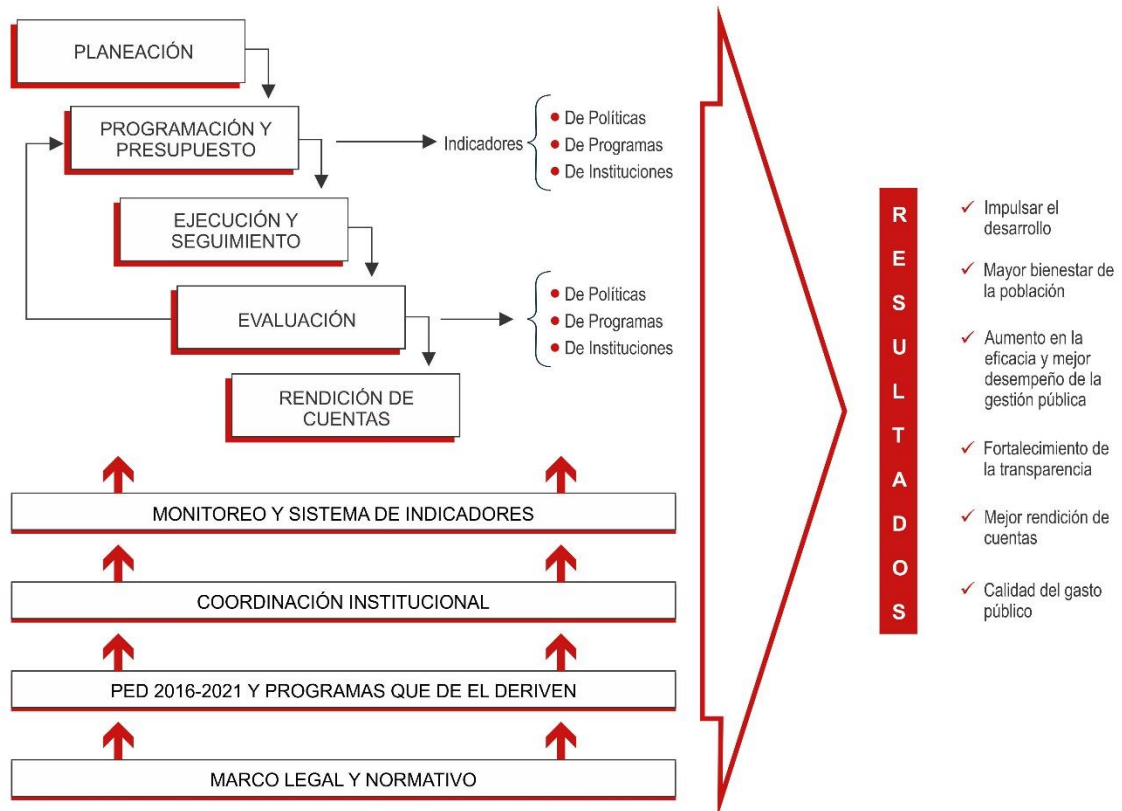 PLANEACIÓN
PROGRAMACIÓN Y
PRESUPUESTO
Indicadores
De Políticas
De Programas
De Instituciones
EJECUCIÓN Y
SEGUIMIENTO
EVALUACIÓN
De Políticas
De Programas
De Instituciones
RENDICIÓN DE
CUENTAS
MONITOREO Y SISTEMA DE INDICADORES
COORDINACIÓN INSTITUCIONAL
PED 2016-2021 Y PROGRAMAS QUE DE EL DERIVEN
MARCO LEGAL Y NORMATIVO
RESULTADOS
Impulsar el
desarrollo
Mayor bienestar de
la población
Aumento en la
eficacia y mejor
desempeño de la
gestión pública
Fortalecimiento de
la transparencia
Mejor rendición de
cuentas
Calidad del gasto
público